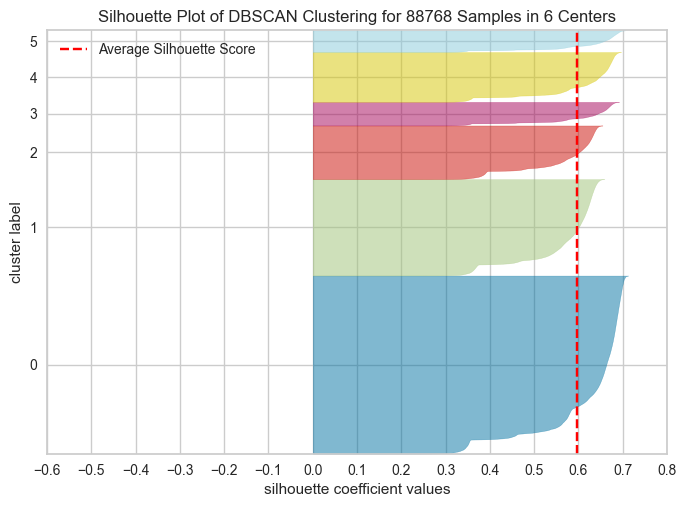 Silhouette Plot of DBSCAN Clustering for 88768 Samples in 6 Centers
Average Silhouette Score
5
4
3
2
1
0
cluster label
−0.6 −0.5 −0.4 −0.3 −0.2 −0.1 0.0 0.1 0.2 0.3 0.4 0.5 0.6 0.7 0.8
silhouette coefficient values